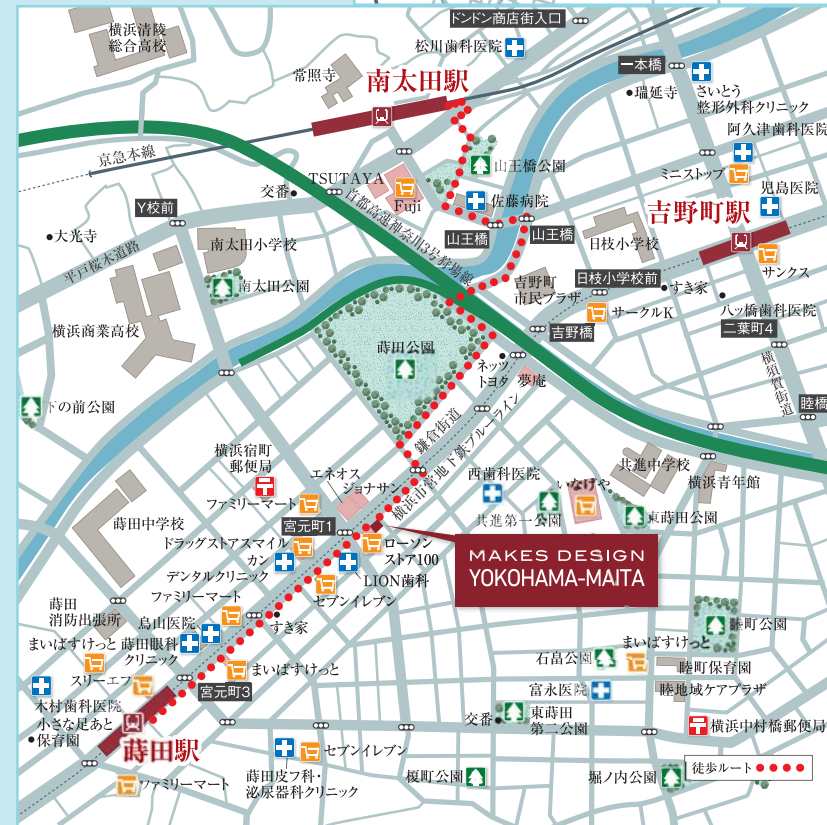 ドンドン商店街入口
横浜清陵
総合高校
松川歯科医院
常照寺
南太田駅
一本橋
さいとう
整形外科クリニック
瑞延寺
阿久津歯科医院
京急本線
TSUTAYA
Fuji
山王橋公園
ミニストップ
児島医院
交番
首都高速神奈川3号狩場線
佐藤病院
吉野町駅
Y校前
大光寺
平戸桜木道路
南太田小学校
山王橋
山王橋
日枝小学校
サンクス
南太田公園
吉野町
市民プラザ
日枝小学校前
すき家
サークルK
八ッ橋歯科医院
二葉町4
横浜商業高校
吉野橋
蒔田公園
ネッツ
トヨタ
夢庵
横須賀街道
睦橋
下の前公園
鎌倉街道
横浜市営地下鉄ブルーライン
横浜宿町
郵便局
エネオス
ジョナサン
西歯科医院
いなげや
共進中学校
横浜青年館
ファミリーマート
共進第一公園
東蒔田公園
蒔田中学校
宮元町1
ドラッグストアスマイル
ローソン
ストア100
MAKES DESIGN
YOKOHAMA-MAITA
カン
デンタルクリニック
LION歯科
セブンイレブン
ファミリーマート
蒔田
消防出張所
鳥山医院
すき家
睦町公園
まいばすけっと
蒔田眼科
クリニック
まいばすけっと
石畠公園
まいばすけっと
睦町保育園
スリーエフ
宮元町3
富永医院
睦地域ケアプラザ
木村歯科医院
小さな足あと
保育園
交番
東蒔田
第二公園
横浜中村橋郵便局
蒔田駅
セブンイレブン
蒔田皮フ科・
泌尿器科クリニック
ファミリーマート
榎町公園
堀ノ内公園
徒歩ルート